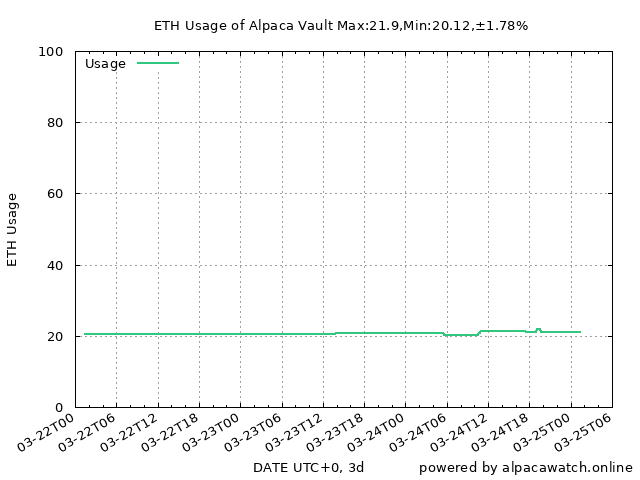 ETH Usage of Alpaca Vault Max:21.9,Min:20.12,±1.78%
Usage
100
80
60
40
20
0
ETH Usage
03-22T00
03-22T06
03-22T12
03-22T18
03-23T00
03-23T06
03-23T12
03-23T18
03-24T00
03-24T06
03-24T12
03-24T18
03-25T00
03-25T06
DATE UTC+0, 3d
powered by alpacawatch.online